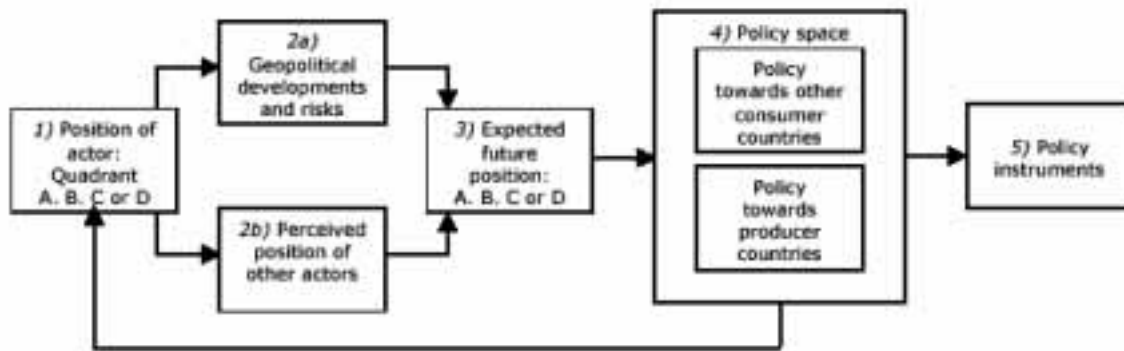 1) Position of
actor:
Quadrant
A. B. C or D
2a)
Geopolitical
developments
and risks
2b) Perceived
position of
other actors
3) Expected
future
position:
A. B. C or D
4) Policy space
Policy
towards other
consumer
countries
Policy
towards
producer
countries
5) Policy
instruments